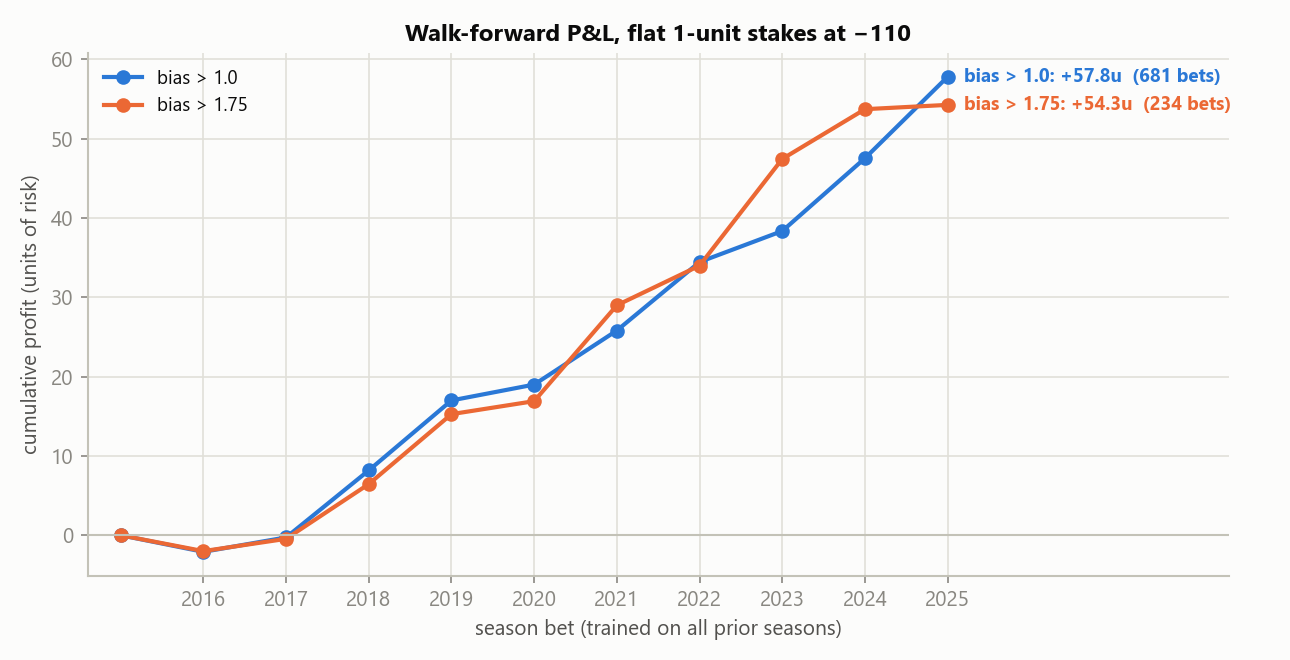 Walk-forward P&L, flat 1-unit stakes at −110
bias > 1.0
bias > 1.75
bias > 1.0: +57.8u (681 bets)
bias > 1.75: +54.3u (234 bets)
cumulative profit (units of risk)
60
50
40
30
20
10
0
2016 2017 2018 2019 2020 2021 2022 2023 2024 2025
season bet (trained on all prior seasons)